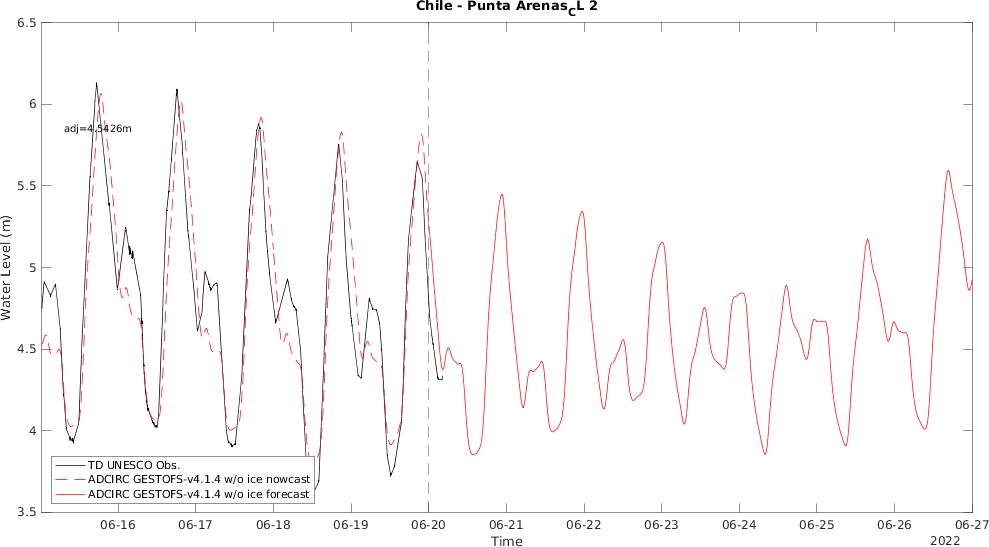 Chile - Punta Arenas_CL 2
6.5
6
5.5
5
4.5
4
3.5
Water Level (m)
adj=4.5426m
TD UNESCO Obs.
ADCIRC GESTOFS-v4.1.4 w/o ice nowcast
ADCIRC GESTOFS-v4.1.4 w/o ice forecast
06-16 06-17 06-18 06-19 06-20 06-21 06-22 06-23 06-24 06-25 06-26 06-27
Time
2022